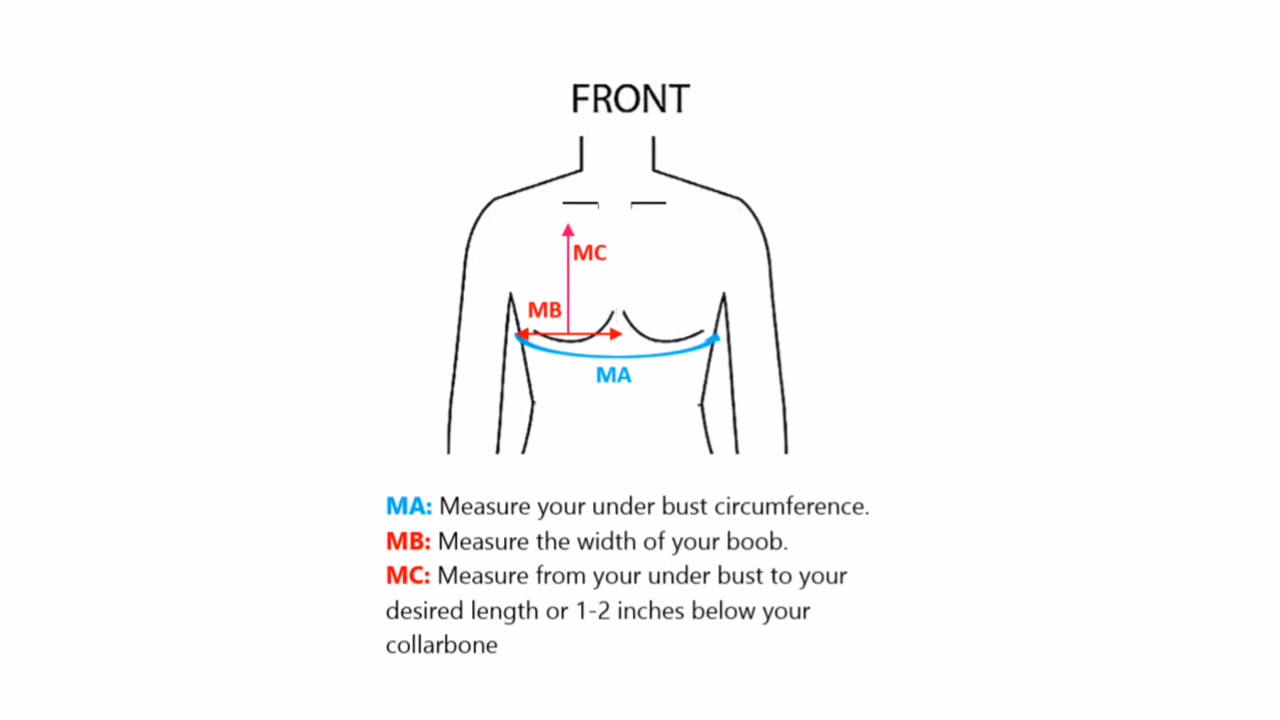 FRONT
MC
MB
MA
MA: Measure your under bust circumference.
MB: Measure the width of your boob.
MC: Measure from your under bust to your
desired length or 1-2 inches below your
collarbone